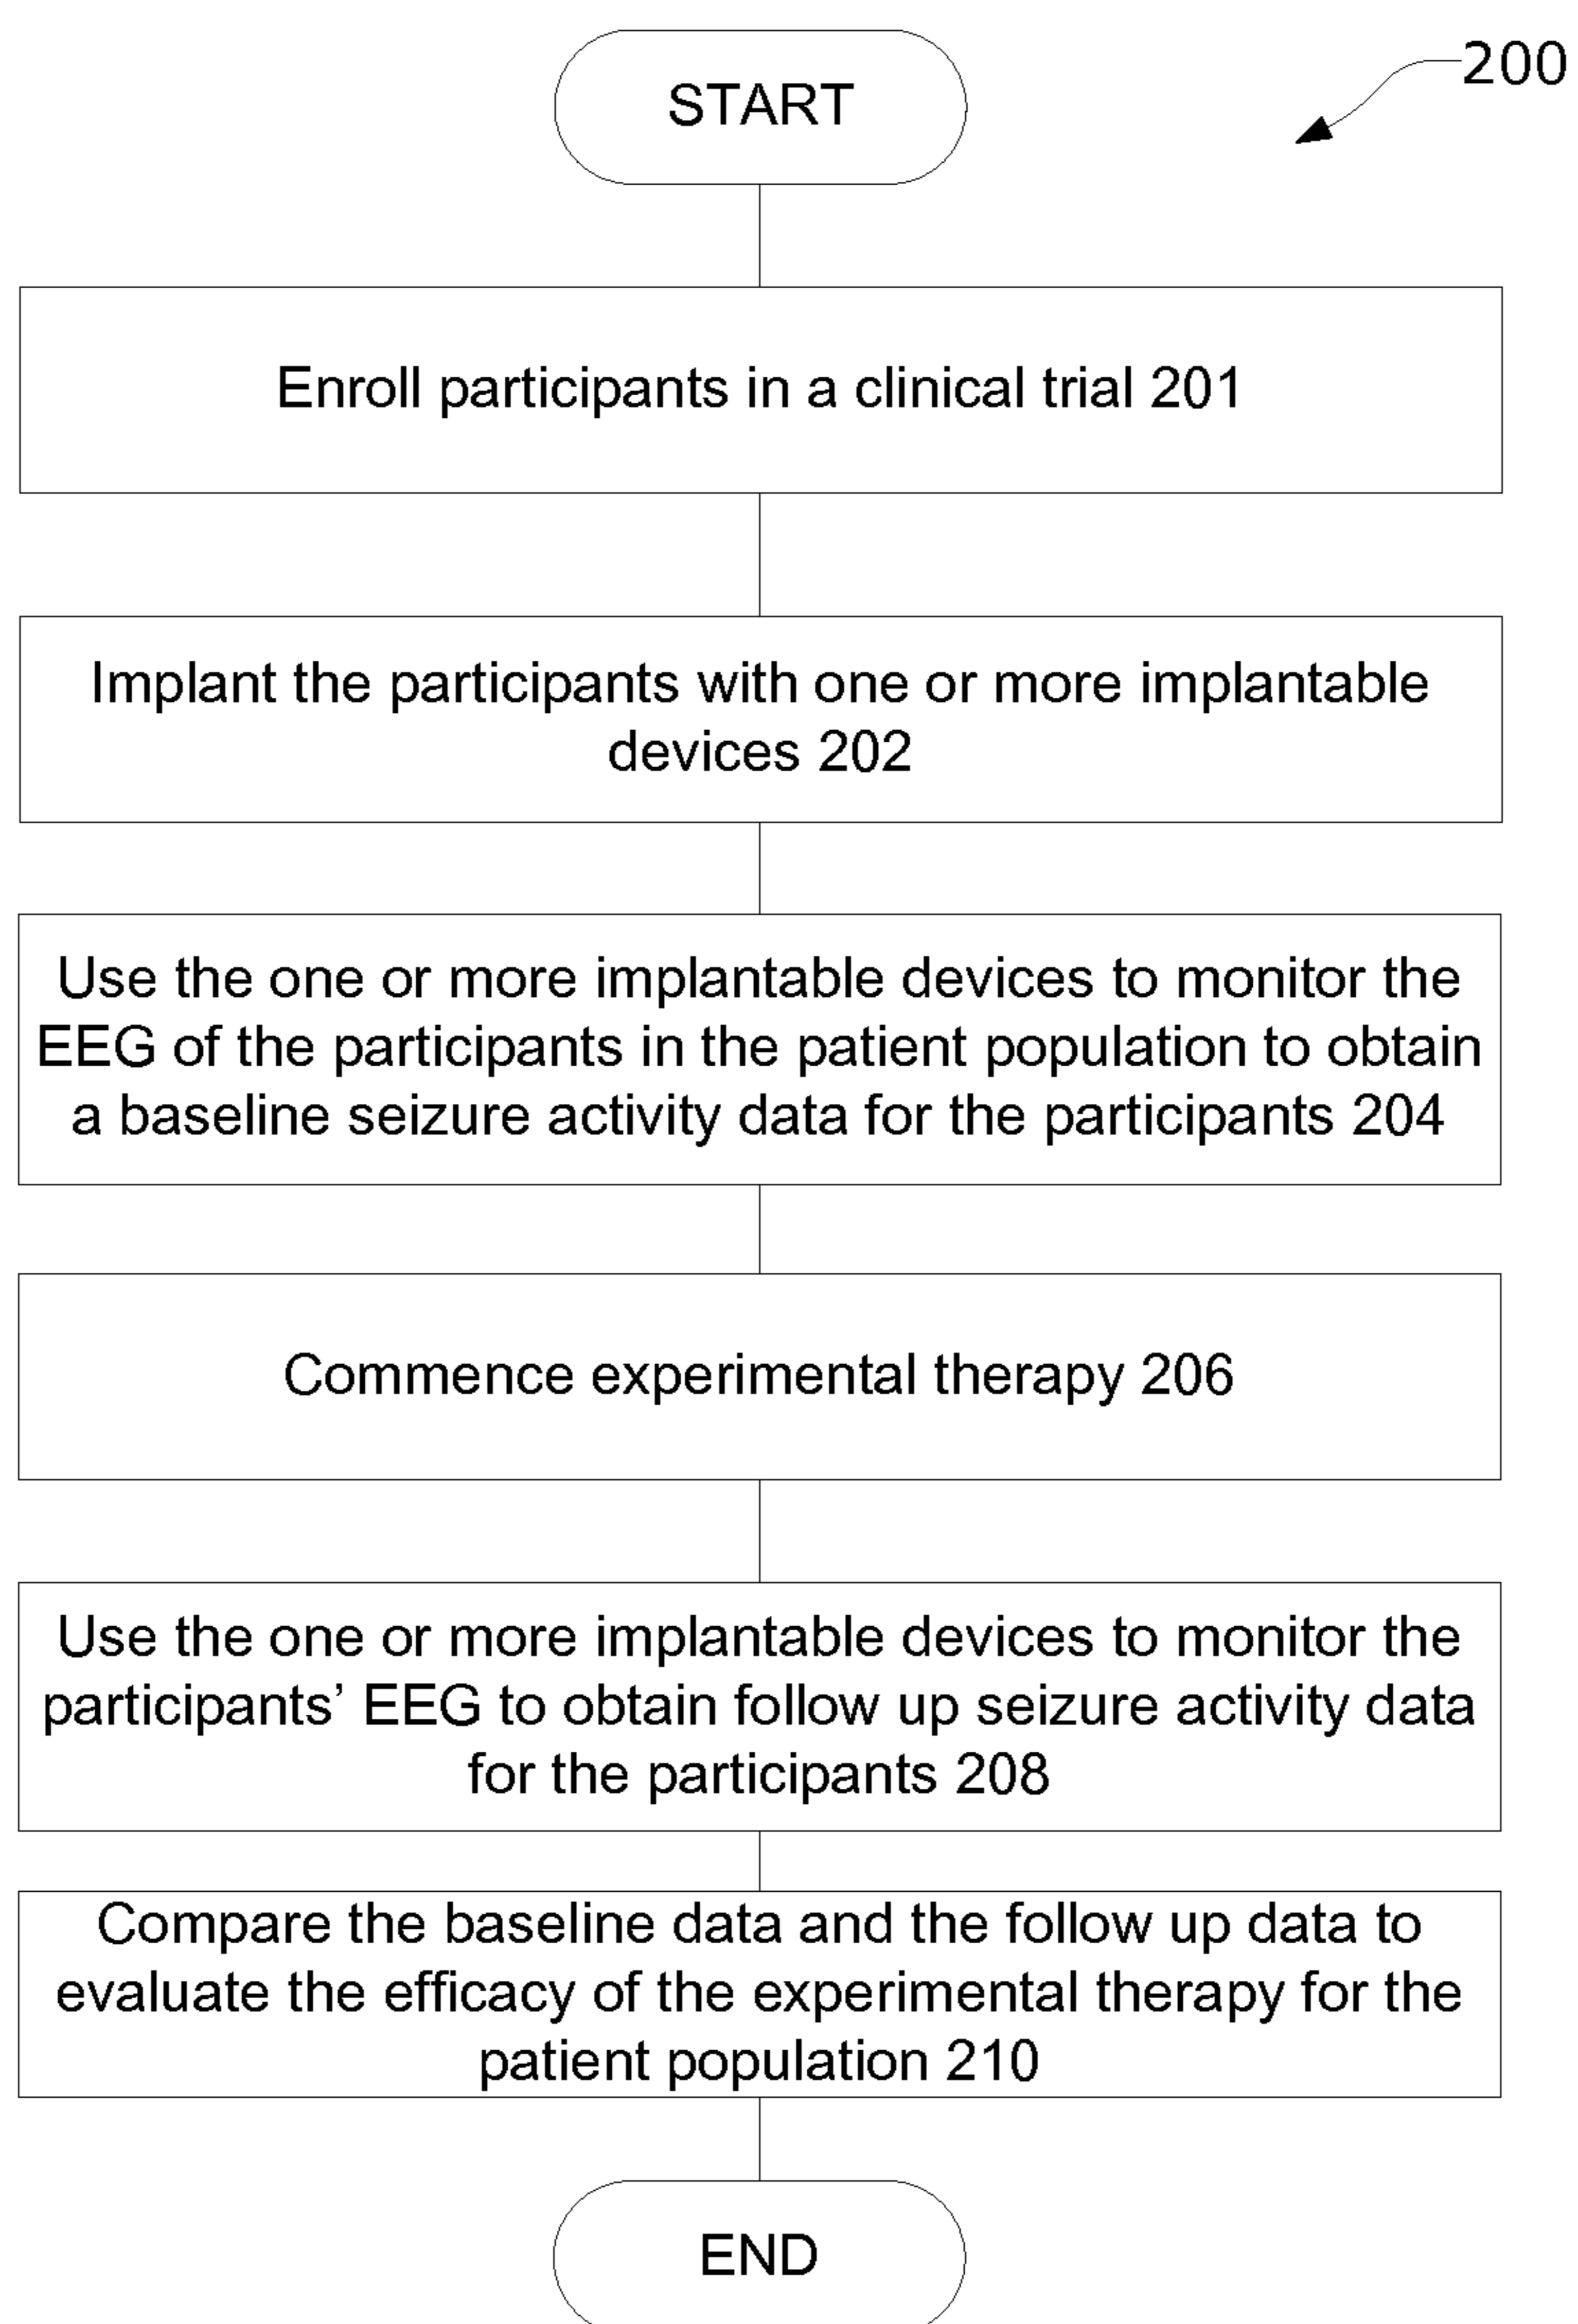 200
START
Enroll participants in a clinical trial 201
Implant the participants with one or more implantable
devices 202
Use the one or more implantable devices to monitor the
EEG of the participants in the patient population to obtain
a baseline seizure activity data for the participants 204
Commence experimental therapy 206
Use the one or more implantable devices to monitor the
participants’ EEG to obtain follow up seizure activity data
for the participants 208
Compare the baseline data and the follow up data to
evaluate the efficacy of the experimental therapy for the
patient population 210
END